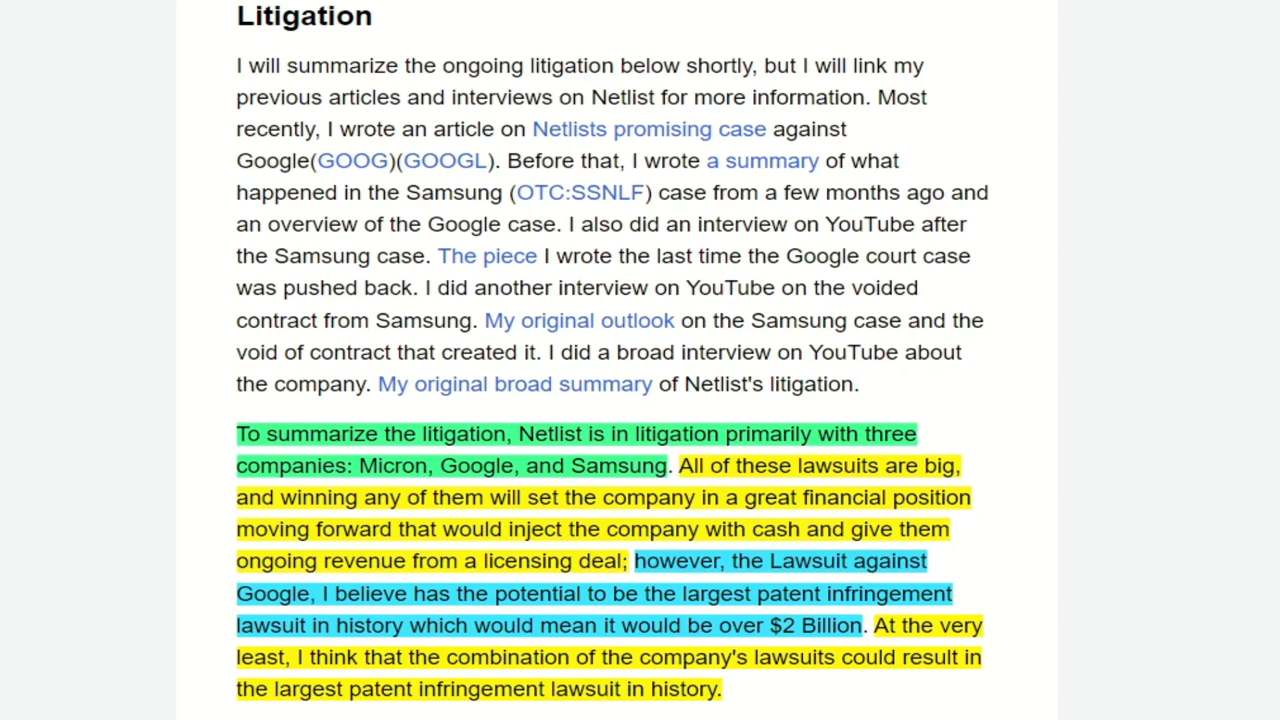 Litigation
I will summarize the ongoing litigation below shortly, but I will link my
previous articles and interviews on Netlist for more information. Most
recently, I wrote an article on Netlists promising case against
Google(GOOG)(GOOGL). Before that, I wrote a summary of what
happened in the Samsung (OTC:SSNLF) case from a few months ago and
an overview of the Google case. I also did an interview on YouTube after
the Samsung case. The piece I wrote the last time the Google court case
was pushed back. I did another interview on YouTube on the voided
contract from Samsung. My original outlook on the Samsung case and the
void of contract that created it. I did a broad interview on YouTube about
the company. My original broad summary of Netlist's litigation.
To summarize the litigation, Netlist is in litigation primarily with three
companies: Micron, Google, and Samsung. All of these lawsuits are big,
and winning any of them will set the company in a great financial position
moving forward that would inject the company with cash and give them
ongoing revenue from a licensing deal; however, the Lawsuit against
Google, I believe has the potential to be the largest patent infringement
lawsuit in history which would mean it would be over $2 Billion. At the very
least, I think that the combination of the company's lawsuits could result in
the largest patent infringement lawsuit in history.